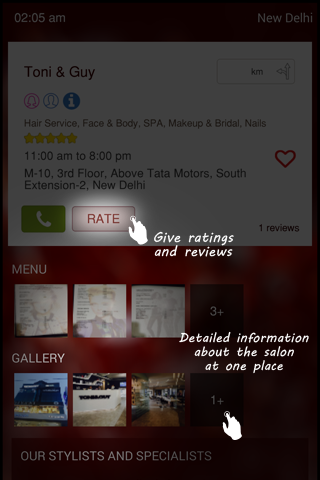 02:05 am New Delhi
Toni & Guy
km
Hair Service, Face & Body, SPA, Makeup & Bridal, Nails
11:00 am to 8:00 pm
M-10, 3rd Floor, Above Tata Motors, South
Extension-2, New Delhi
RATE
1 reviews
Give ratings
and reviews
MENU
3+
Detailed information
about the salon
at one place
GALLERY
1+
OUR STYLISTS AND SPECIALISTS